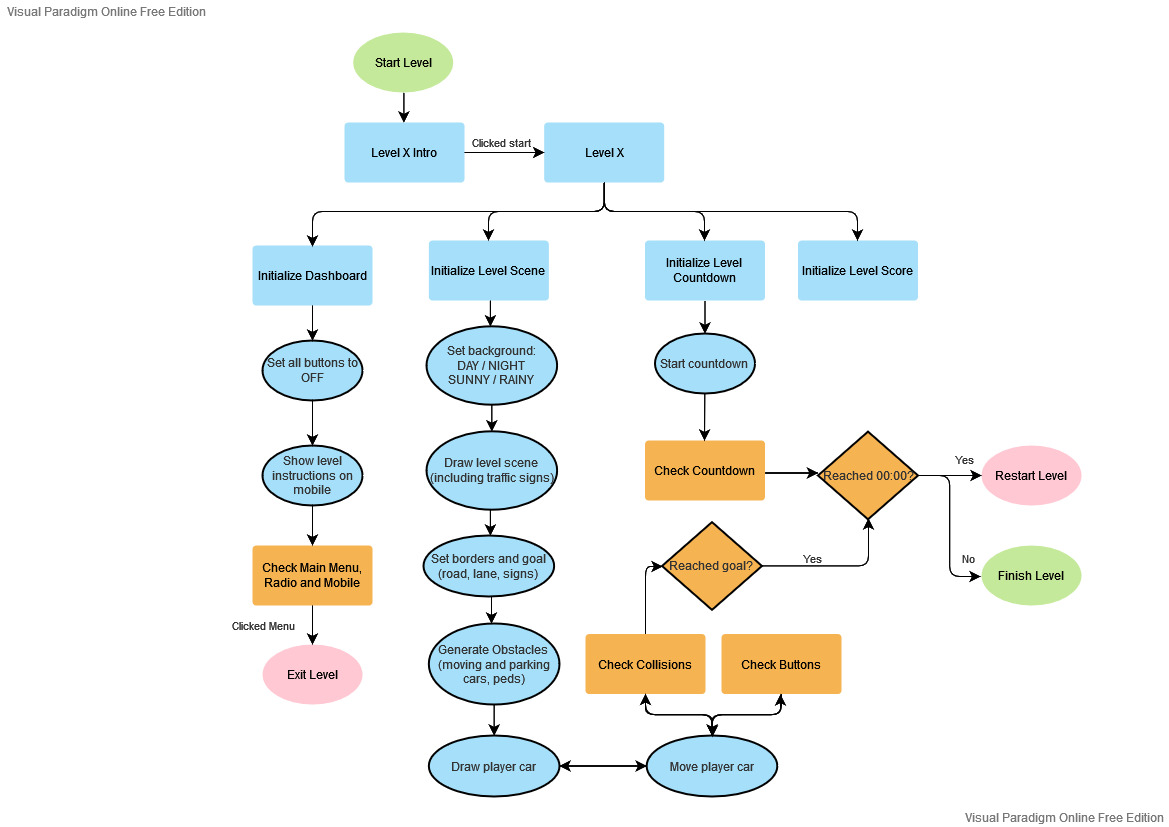 Visual Paradigm Online Free Edition
Start Level
Level X Intro
Clicked start
Level X
Initialize Dashboard
Initialize Level Scene
Initialize Level
Countdown
Initialize Level Score
Set all buttons to
OFF
Set background:
DAY / NIGHT
SUNNY / RAINY
Start countdown
Show level
instructions on
mobile
Draw level scene
(including traffic signs)
Check Countdown
Reached 00:00?
Yes
Restart Level
No
Finish Level
Check Main Menu,
Radio and Mobile
Set borders and goal
(road, lane, signs)
Reached goal?
Yes
Clicked Menu
Exit Level
Generate Obstacles
(moving and parking
cars, peds)
Check Collisions
Check Buttons
Draw player car
Move player car
Visual Paradigm Online Free Edition